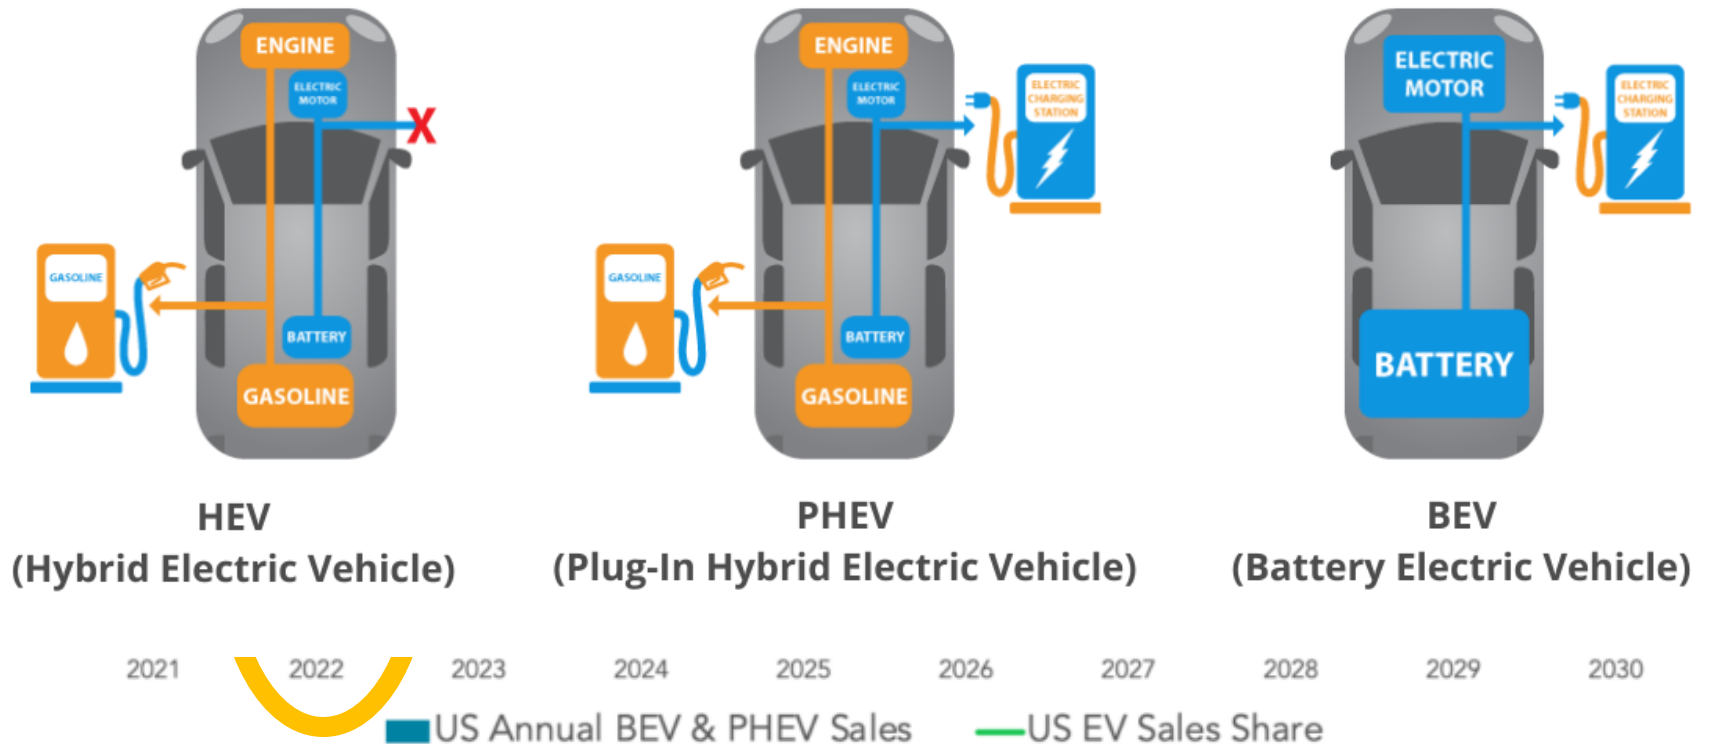 ENGINE
ELECTRIC
MOTOR
X
GASOLINE
BATTERY
GASOLINE
HEV
(Hybrid Electric Vehicle)
ENGINE
ELECTRIC
MOTOR
ELECTRIC
CHARGING
STATION
GASOLINE
BATTERY
GASOLINE
PHEV
(Plug-In Hybrid Electric Vehicle)
ELECTRIC
MOTOR
ELECTRIC
CHARGING
STATION
BATTERY
BEV
(Battery Electric Vehicle)
2021 2022 2023 2024 2025 2026 2027 2028 2029 2030
US Annual BEV & PHEV Sales US EV Sales Share